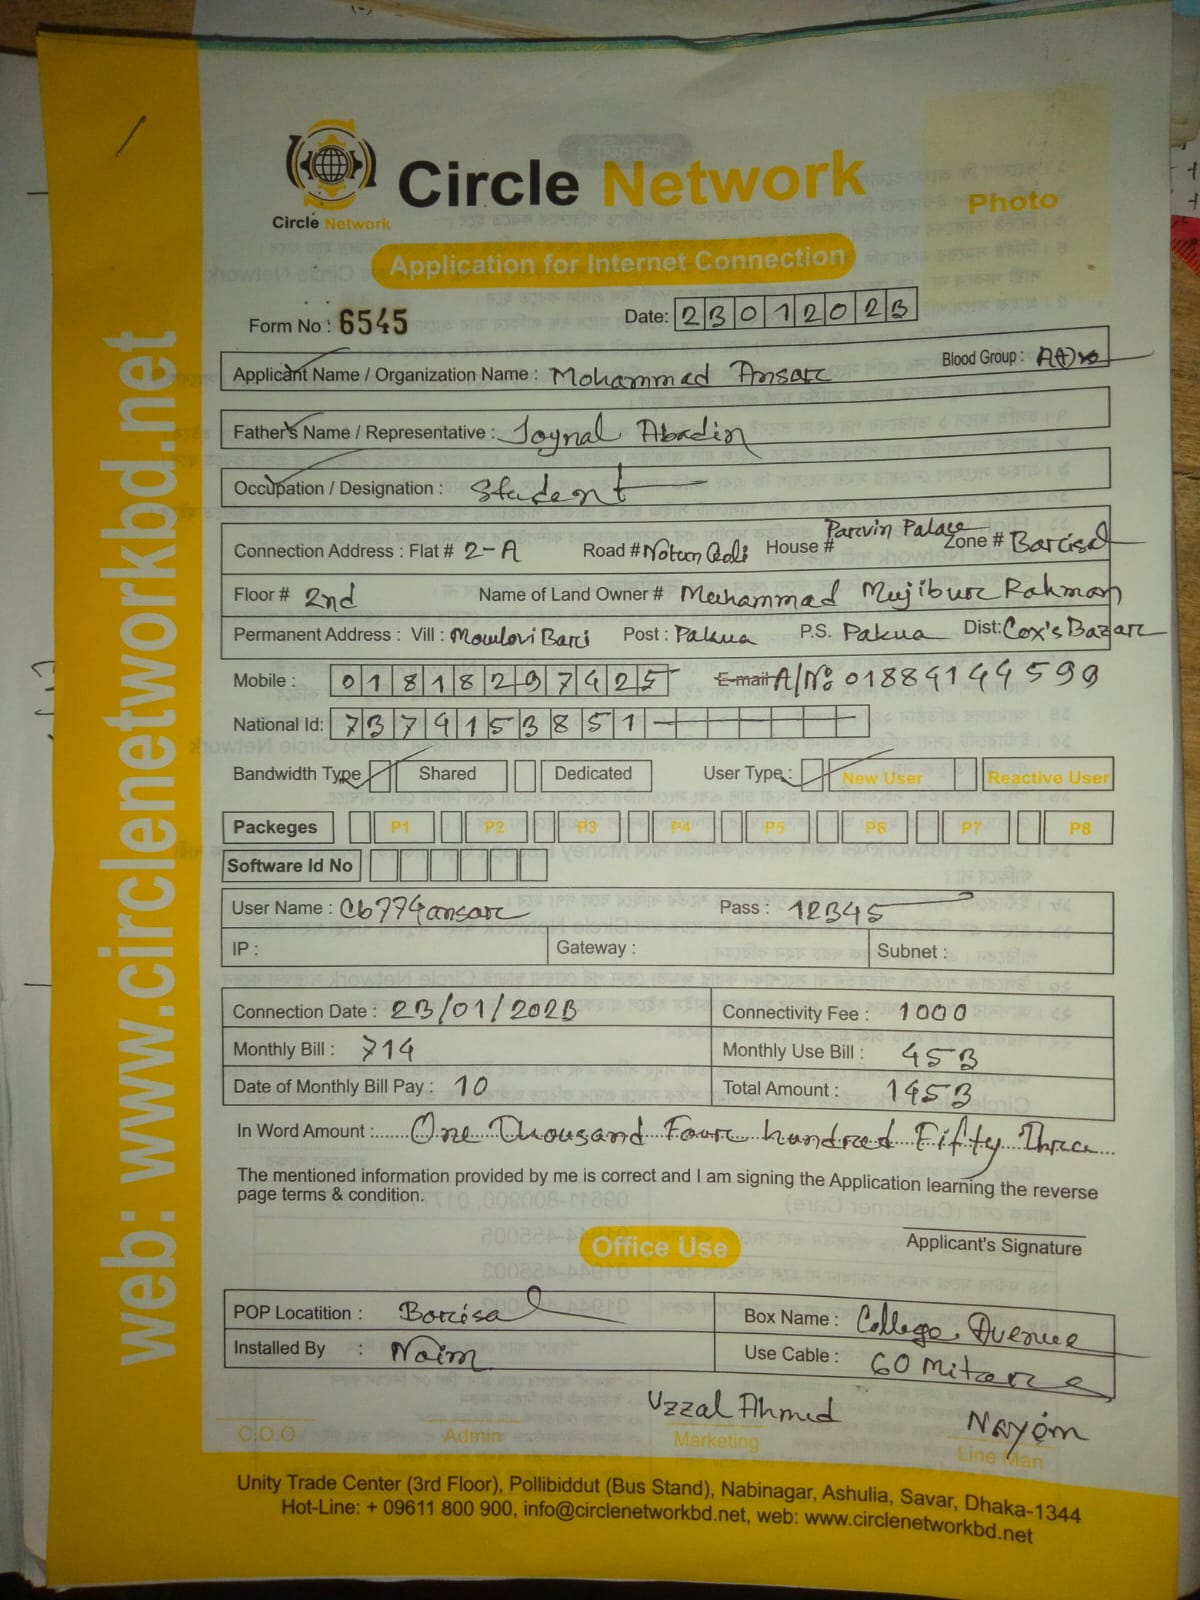 Circle Network
Circle Network
Photo
Application for Internet Connection
Form No : 6545
Date: 23012023
Applicant Name / Organization Name : Mohammad Ansar
Blood Group : A(+)ve
Father's Name / Representative : Joynal Abadin
Occupation / Designation : Student
Connection Address : Flat # 2-A Road # Notun Goli House # Parvin Palace Zone # Barisal
Floor # 2nd Name of Land Owner # Muhammad Mujibur Rahman
Permanent Address : Vill : Moulovi Bari Post : Pakua P.S. Pakua Dist: Cox's Bazar
Mobile : 01818297425 E-mail A/No: 01884144599
National Id: 7374153851
Bandwidth Type Shared Dedicated User Type : New User Reactive User
Packeges P1 P2 P3 P4 P5 P6 P7 P8
Software Id No
User Name : Cb774ansar Pass : 12345
IP : Gateway : Subnet :
Connection Date : 23/01/2023 Connectivity Fee : 1000
Monthly Bill : 714 Monthly Use Bill : 453
Date of Monthly Bill Pay : 10 Total Amount : 1453
In Word Amount :...... One Thousand Four hundred Fifty Three...
The mentioned information provided by me is correct and I am signing the Application learning the reverse
page terms & condition.
Applicant's Signature
Office Use
POP Locatition : Barisal Box Name : College Avenue
Installed By : Naim Use Cable : 60 Mitar
Uzzal Ahmed Nayem
C.O.O Admin Marketing Line Man
Unity Trade Center (3rd Floor), Pollibiddut (Bus Stand), Nabinagar, Ashulia, Savar, Dhaka-1344
Hot-Line: + 09611 800 900, info@circlenetworkbd.net, web: www.circlenetworkbd.net
web: www.circlenetworkbd.net